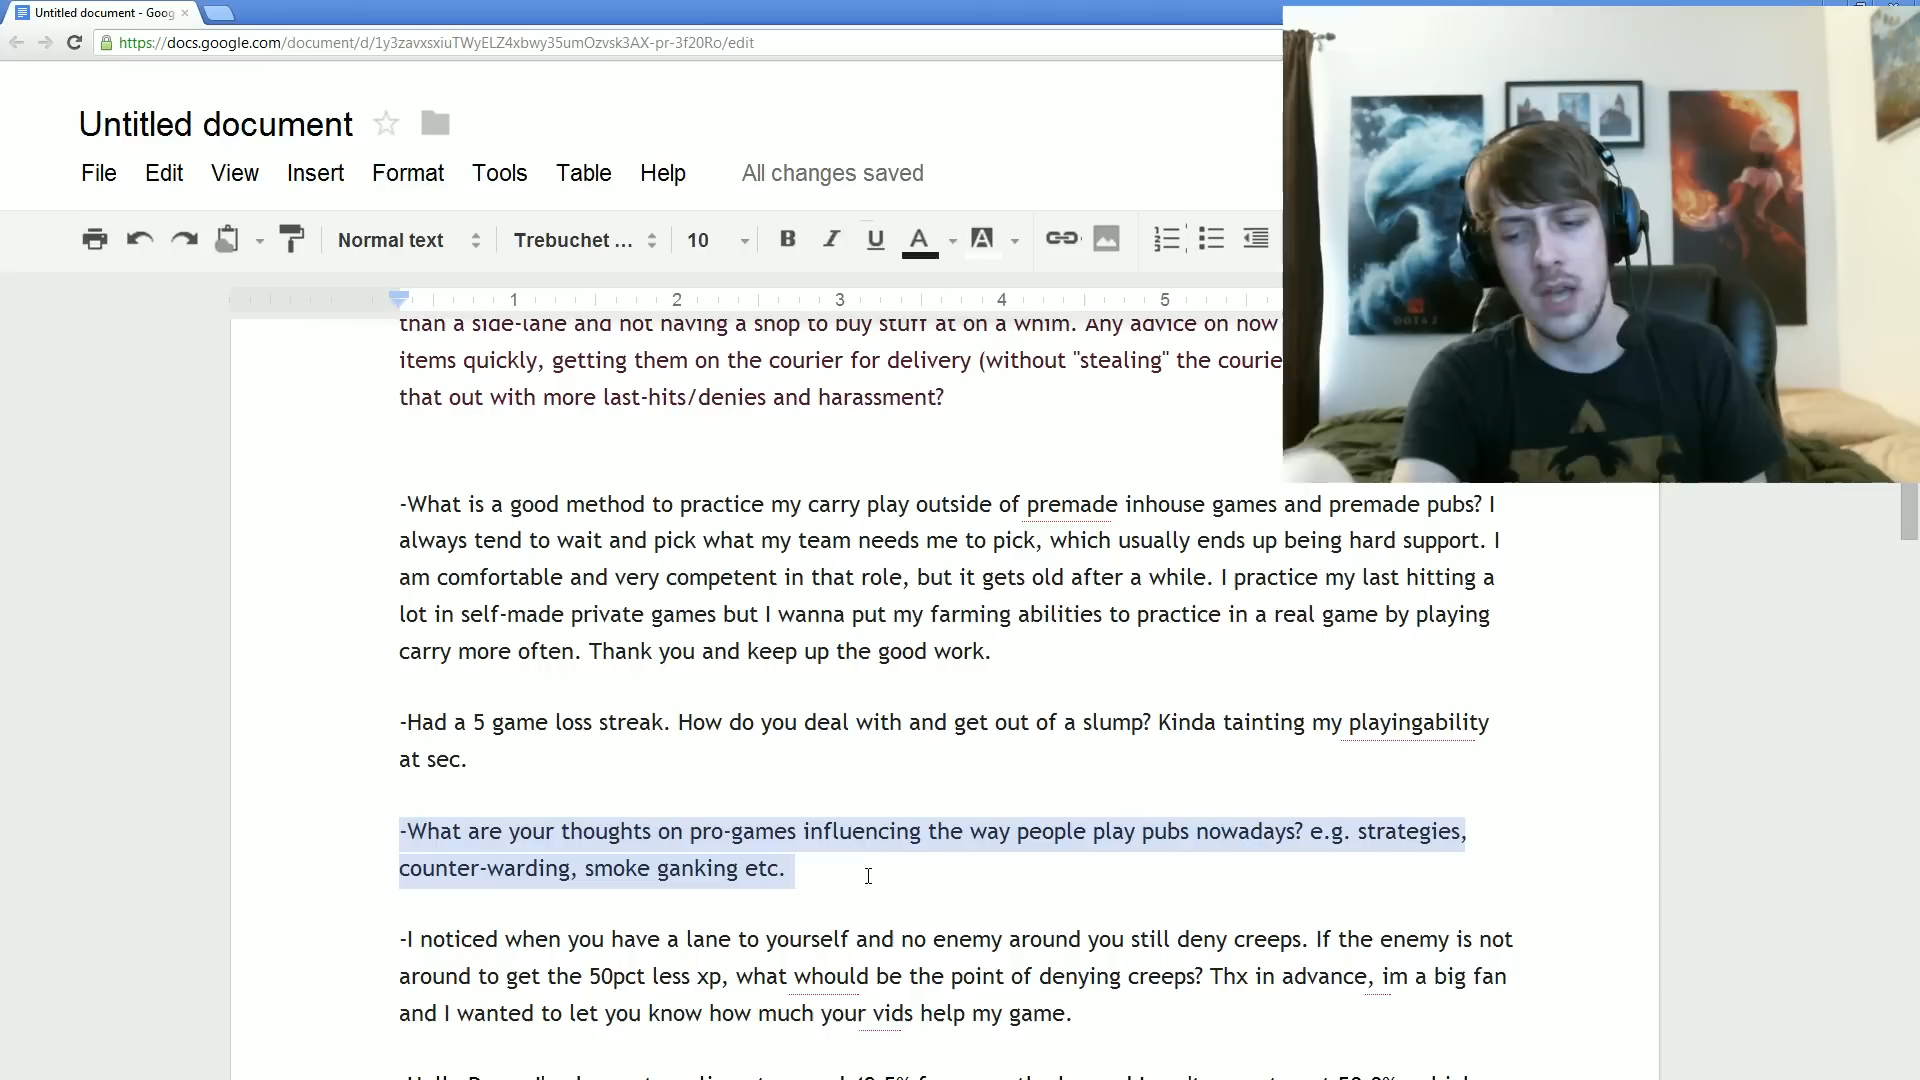 Untitled document - Goog
https://docs.google.com/document/d/1y3zavxsxiuTWyELZ4xbwy35umOzvsk3AX-pr-3f20Ro/edit
Untitled document
File Edit View Insert Format Tools Table Help All changes saved
Normal text Trebuchet ... 10 B I U A A
1 2 3 4 5
than a side-lane and not having a shop to buy stuff at on a whim. Any advice on how
items quickly, getting them on the courier for delivery (without "stealing" the courie
that out with more last-hits/denies and harassment?
-What is a good method to practice my carry play outside of premade inhouse games and premade pubs? I
always tend to wait and pick what my team needs me to pick, which usually ends up being hard support. I
am comfortable and very competent in that role, but it gets old after a while. I practice my last hitting a
lot in self-made private games but I wanna put my farming abilities to practice in a real game by playing
carry more often. Thank you and keep up the good work.
-Had a 5 game loss streak. How do you deal with and get out of a slump? Kinda tainting my playingability
at sec.
-What are your thoughts on pro-games influencing the way people play pubs nowadays? e.g. strategies,
counter-warding, smoke ganking etc.
-I noticed when you have a lane to yourself and no enemy around you still deny creeps. If the enemy is not
around to get the 50pct less xp, what whould be the point of denying creeps? Thx in advance, im a big fan
and I wanted to let you know how much your vids help my game.
DOTA 2